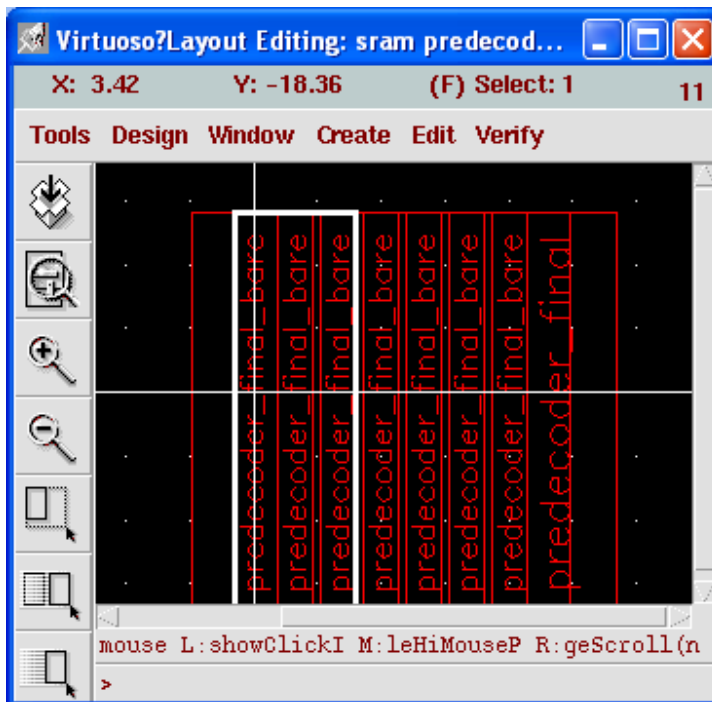 Virtuoso?Layout Editing: sram predecod...
X: 3.42 Y: -18.36 (F) Select: 1 11
Tools Design Window Create Edit Verify
predecoder_final_bare
predecoder_final_bare
predecoder_final_bare
predecoder_final_bare
predecoder_final_bare
predecoder_final_bare
predecoder_final_bare
predecoder_final
mouse L:showClickI M:leHiMouseP R:geScroll(n
>